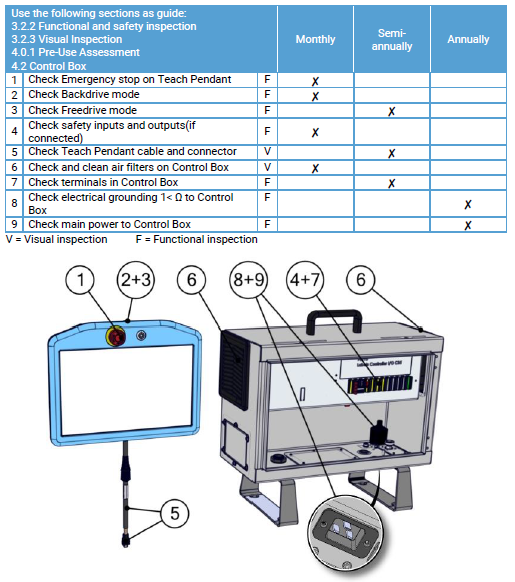 Use the following sections as guide:
3.2.2 Functional and safety inspection
3.2.3 Visual Inspection
4.0.1 Pre-Use Assessment
4.2 Control Box
Monthly
Semi-
annually
Annually
1 Check Emergency stop on Teach Pendant F ✗
2 Check Backdrive mode F ✗
3 Check Freedrive mode F ✗
4 Check safety inputs and outputs(if
connected) F ✗
5 Check Teach Pendant cable and connector V ✗
6 Check and clean air filters on Control Box V ✗
7 Check terminals in Control Box F ✗
8 Check electrical grounding 1< Ω to Control
Box F ✗
9 Check main power to Control Box F ✗
V = Visual inspection F = Functional inspection
1 2+3 6 8+9 4+7 6
Controller I/O
5